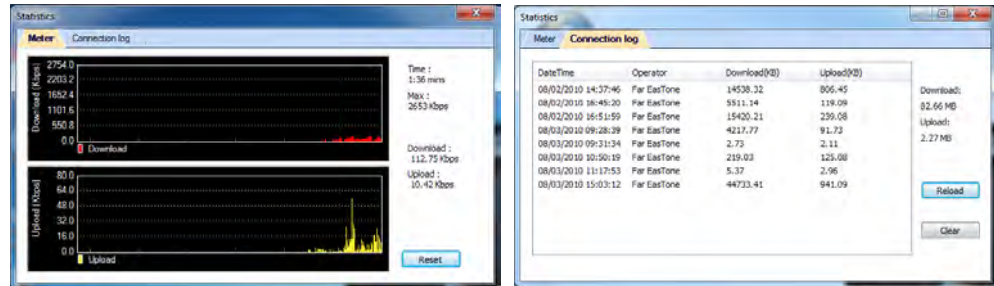 Statistics
Meter Connection log
Download (Kbps)
2754.0
2203.2
1652.4
1101.6
550.8
0.0
Download
Upload (Kbps)
80.0
64.0
48.0
32.0
16.0
0.0
Upload
Time :
1:36 mins
Max :
2653 Kbps
Download :
112.75 Kbps
Upload :
10.42 Kbps
Reset
Statistics
Meter Connection log
DateTime Operator Download(KB) Upload(KB)
08/02/2010 14:37:46 Far EasTone 14538.32 806.45
08/02/2010 16:45:20 Far EasTone 5511.14 119.09
08/02/2010 16:51:59 Far EasTone 15420.21 239.08
08/03/2010 09:28:39 Far EasTone 4217.77 91.73
08/03/2010 09:31:34 Far EasTone 2.73 2.11
08/03/2010 10:50:19 Far EasTone 219.03 125.08
08/03/2010 11:17:53 Far EasTone 5.37 2.96
08/03/2010 15:03:12 Far EasTone 44733.41 941.09
Download:
82.66 MB
Upload:
2.27 MB
Reload
Clear